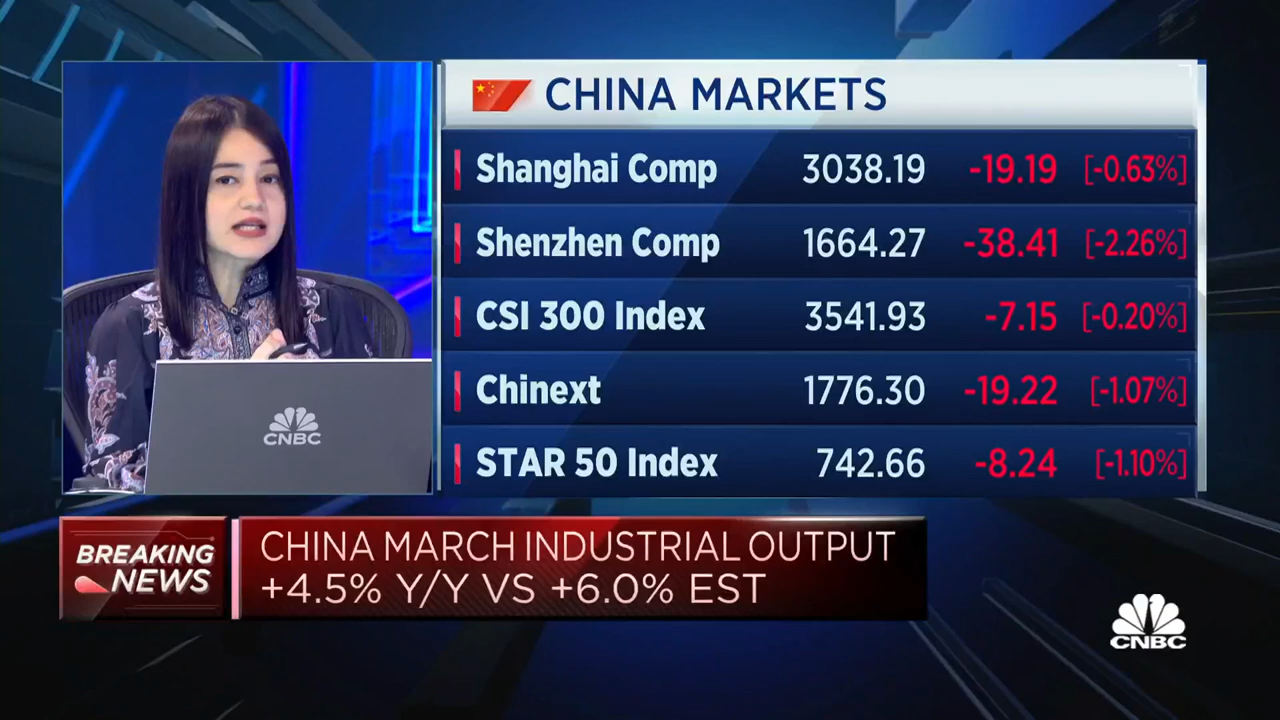 CHINA MARKETS
Shanghai Comp 3038.19 -19.19 [-0.63%]
Shenzhen Comp 1664.27 -38.41 [-2.26%]
CSI 300 Index 3541.93 -7.15 [-0.20%]
Chinext 1776.30 -19.22 [-1.07%]
STAR 50 Index 742.66 -8.24 [-1.10%]
CNBC
BREAKING NEWS
CHINA MARCH INDUSTRIAL OUTPUT
+4.5% Y/Y VS +6.0% EST
CNBC